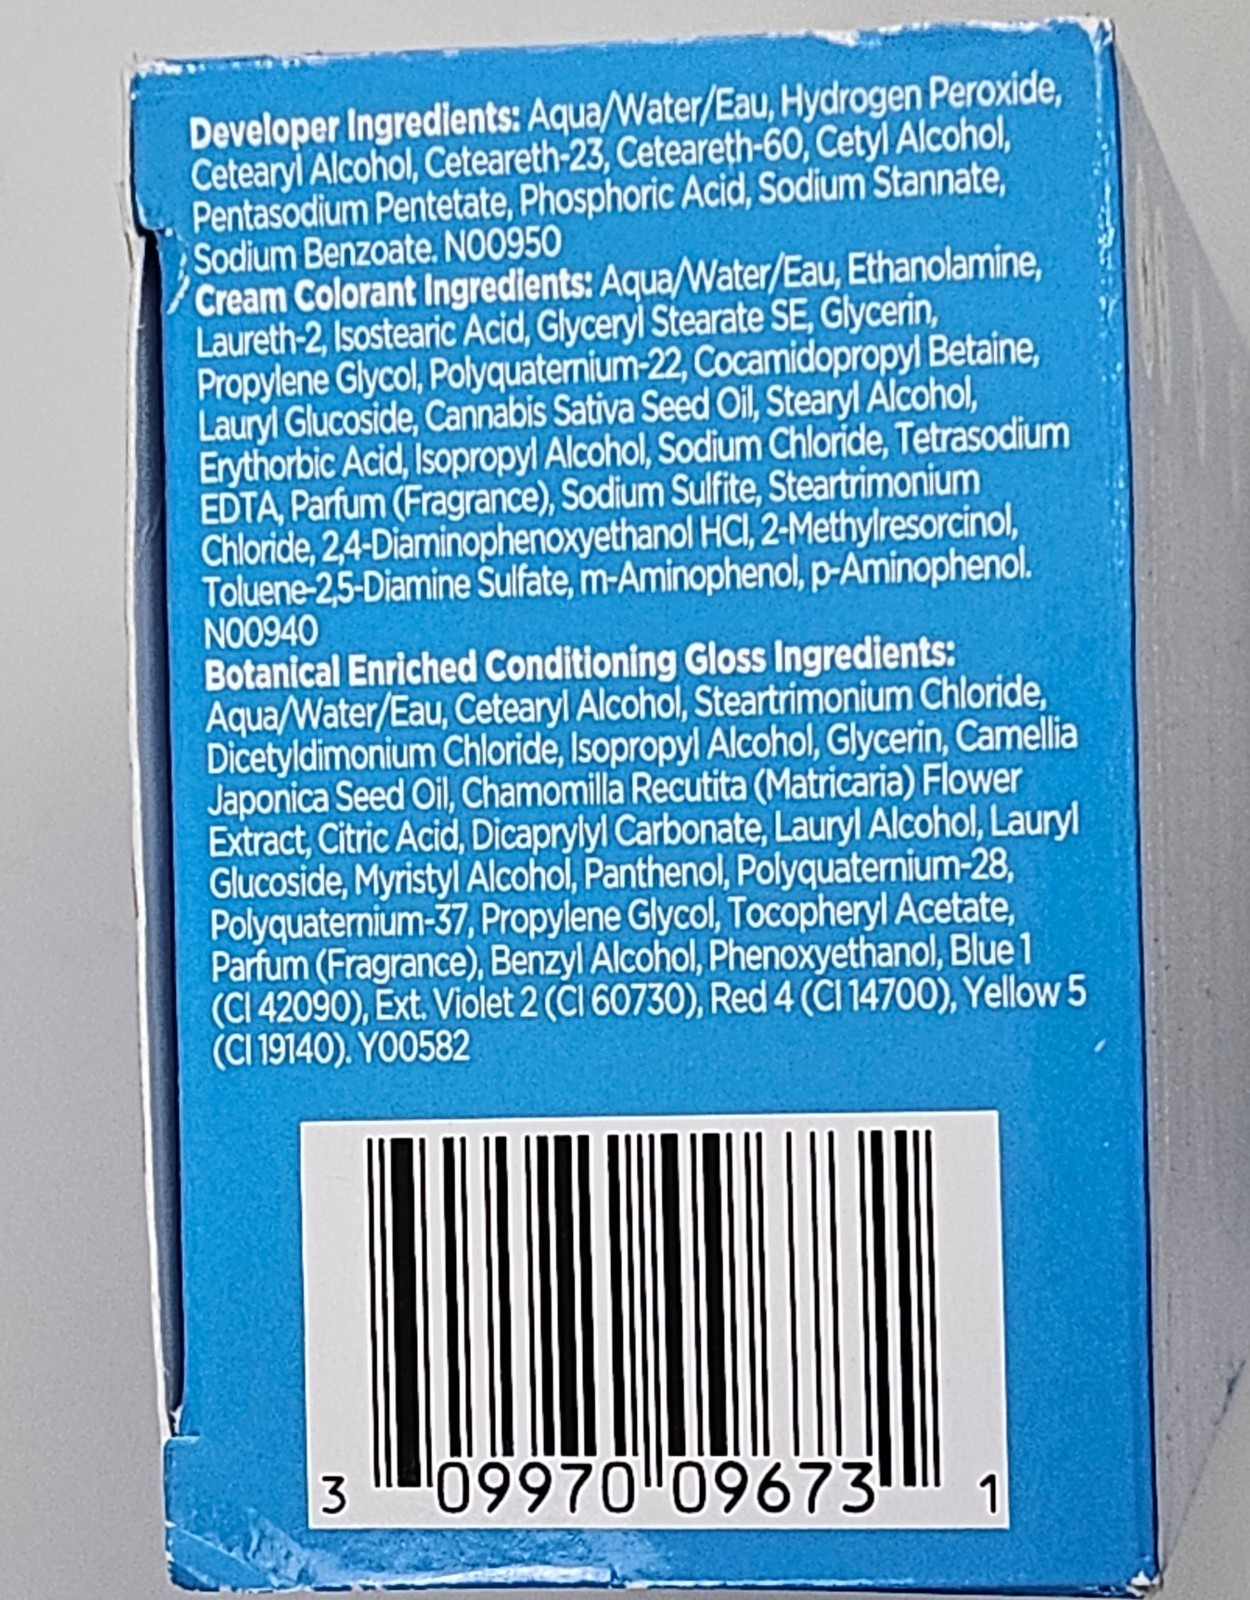 Developer Ingredients: Aqua/Water/Eau, Hydrogen Peroxide,
Cetearyl Alcohol, Ceteareth-23, Ceteareth-60, Cetyl Alcohol,
Pentasodium Pentetate, Phosphoric Acid, Sodium Stannate,
Sodium Benzoate. N00950
Cream Colorant Ingredients: Aqua/Water/Eau, Ethanolamine,
Laureth-2, Isostearic Acid, Glyceryl Stearate SE, Glycerin,
Propylene Glycol, Polyquaternium-22, Cocamidopropyl Betaine,
Lauryl Glucoside, Cannabis Sativa Seed Oil, Stearyl Alcohol,
Erythorbic Acid, Isopropyl Alcohol, Sodium Chloride, Tetrasodium
EDTA, Parfum (Fragrance), Sodium Sulfite, Steartrimonium
Chloride, 2,4-Diaminophenoxyethanol HCl, 2-Methylresorcinol,
Toluene-2,5-Diamine Sulfate, m-Aminophenol, p-Aminophenol.
N00940
Botanical Enriched Conditioning Gloss Ingredients:
Aqua/Water/Eau, Cetearyl Alcohol, Steartrimonium Chloride,
Dicetyldimonium Chloride, Isopropyl Alcohol, Glycerin, Camellia
Japonica Seed Oil, Chamomilla Recutita (Matricaria) Flower
Extract, Citric Acid, Dicaprylyl Carbonate, Lauryl Alcohol, Lauryl
Glucoside, Myristyl Alcohol, Panthenol, Polyquaternium-28,
Polyquaternium-37, Propylene Glycol, Tocopheryl Acetate,
Parfum (Fragrance), Benzyl Alcohol, Phenoxyethanol, Blue 1
(CI 42090), Ext. Violet 2 (CI 60730), Red 4 (CI 14700), Yellow 5
(CI 19140). Y00582
3 09970 09673 1